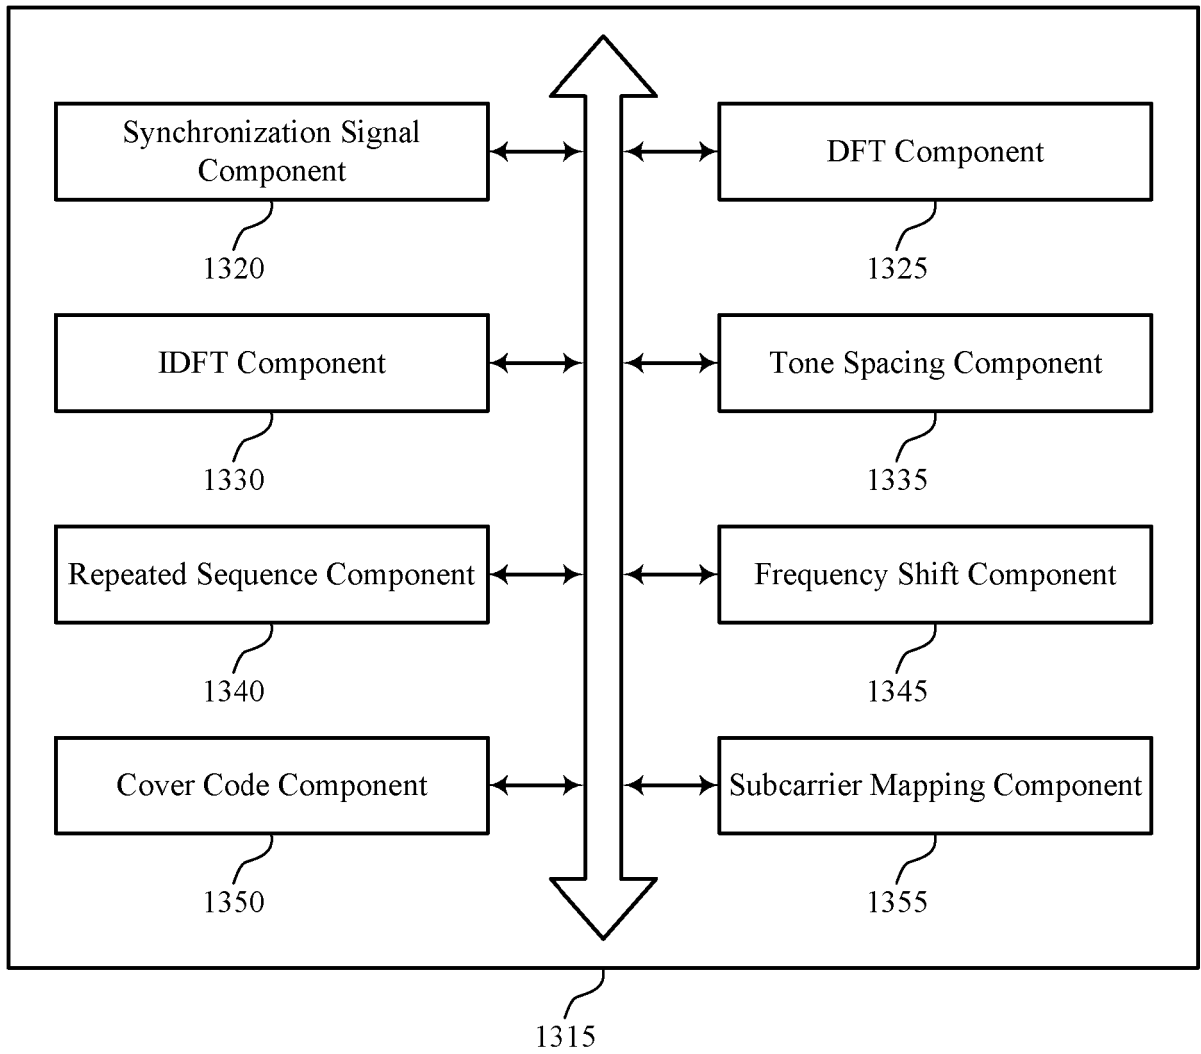 Synchronization Signal
Component
1320
DFT Component
1325
IDFT Component
1330
Tone Spacing Component
1335
Repeated Sequence Component
1340
Frequency Shift Component
1345
Cover Code Component
1350
Subcarrier Mapping Component
1355
1315